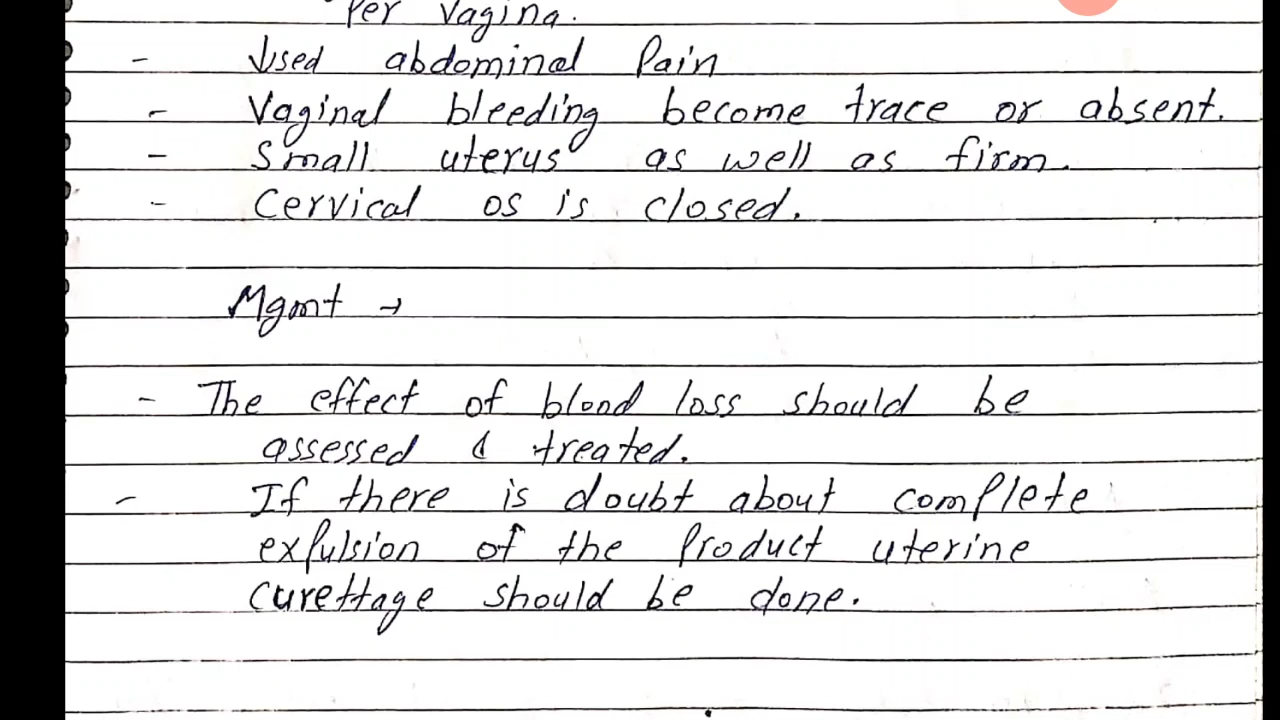 Per vagina.
- ↓sed abdominal Pain
- Vaginal bleeding become trace or absent.
- Small uterus as well as firm.
- Cervical os is closed.
Mgmt →
- The effect of blood loss should be
assessed & treated.
- If there is doubt about complete
expulsion of the Product uterine
curettage should be done.